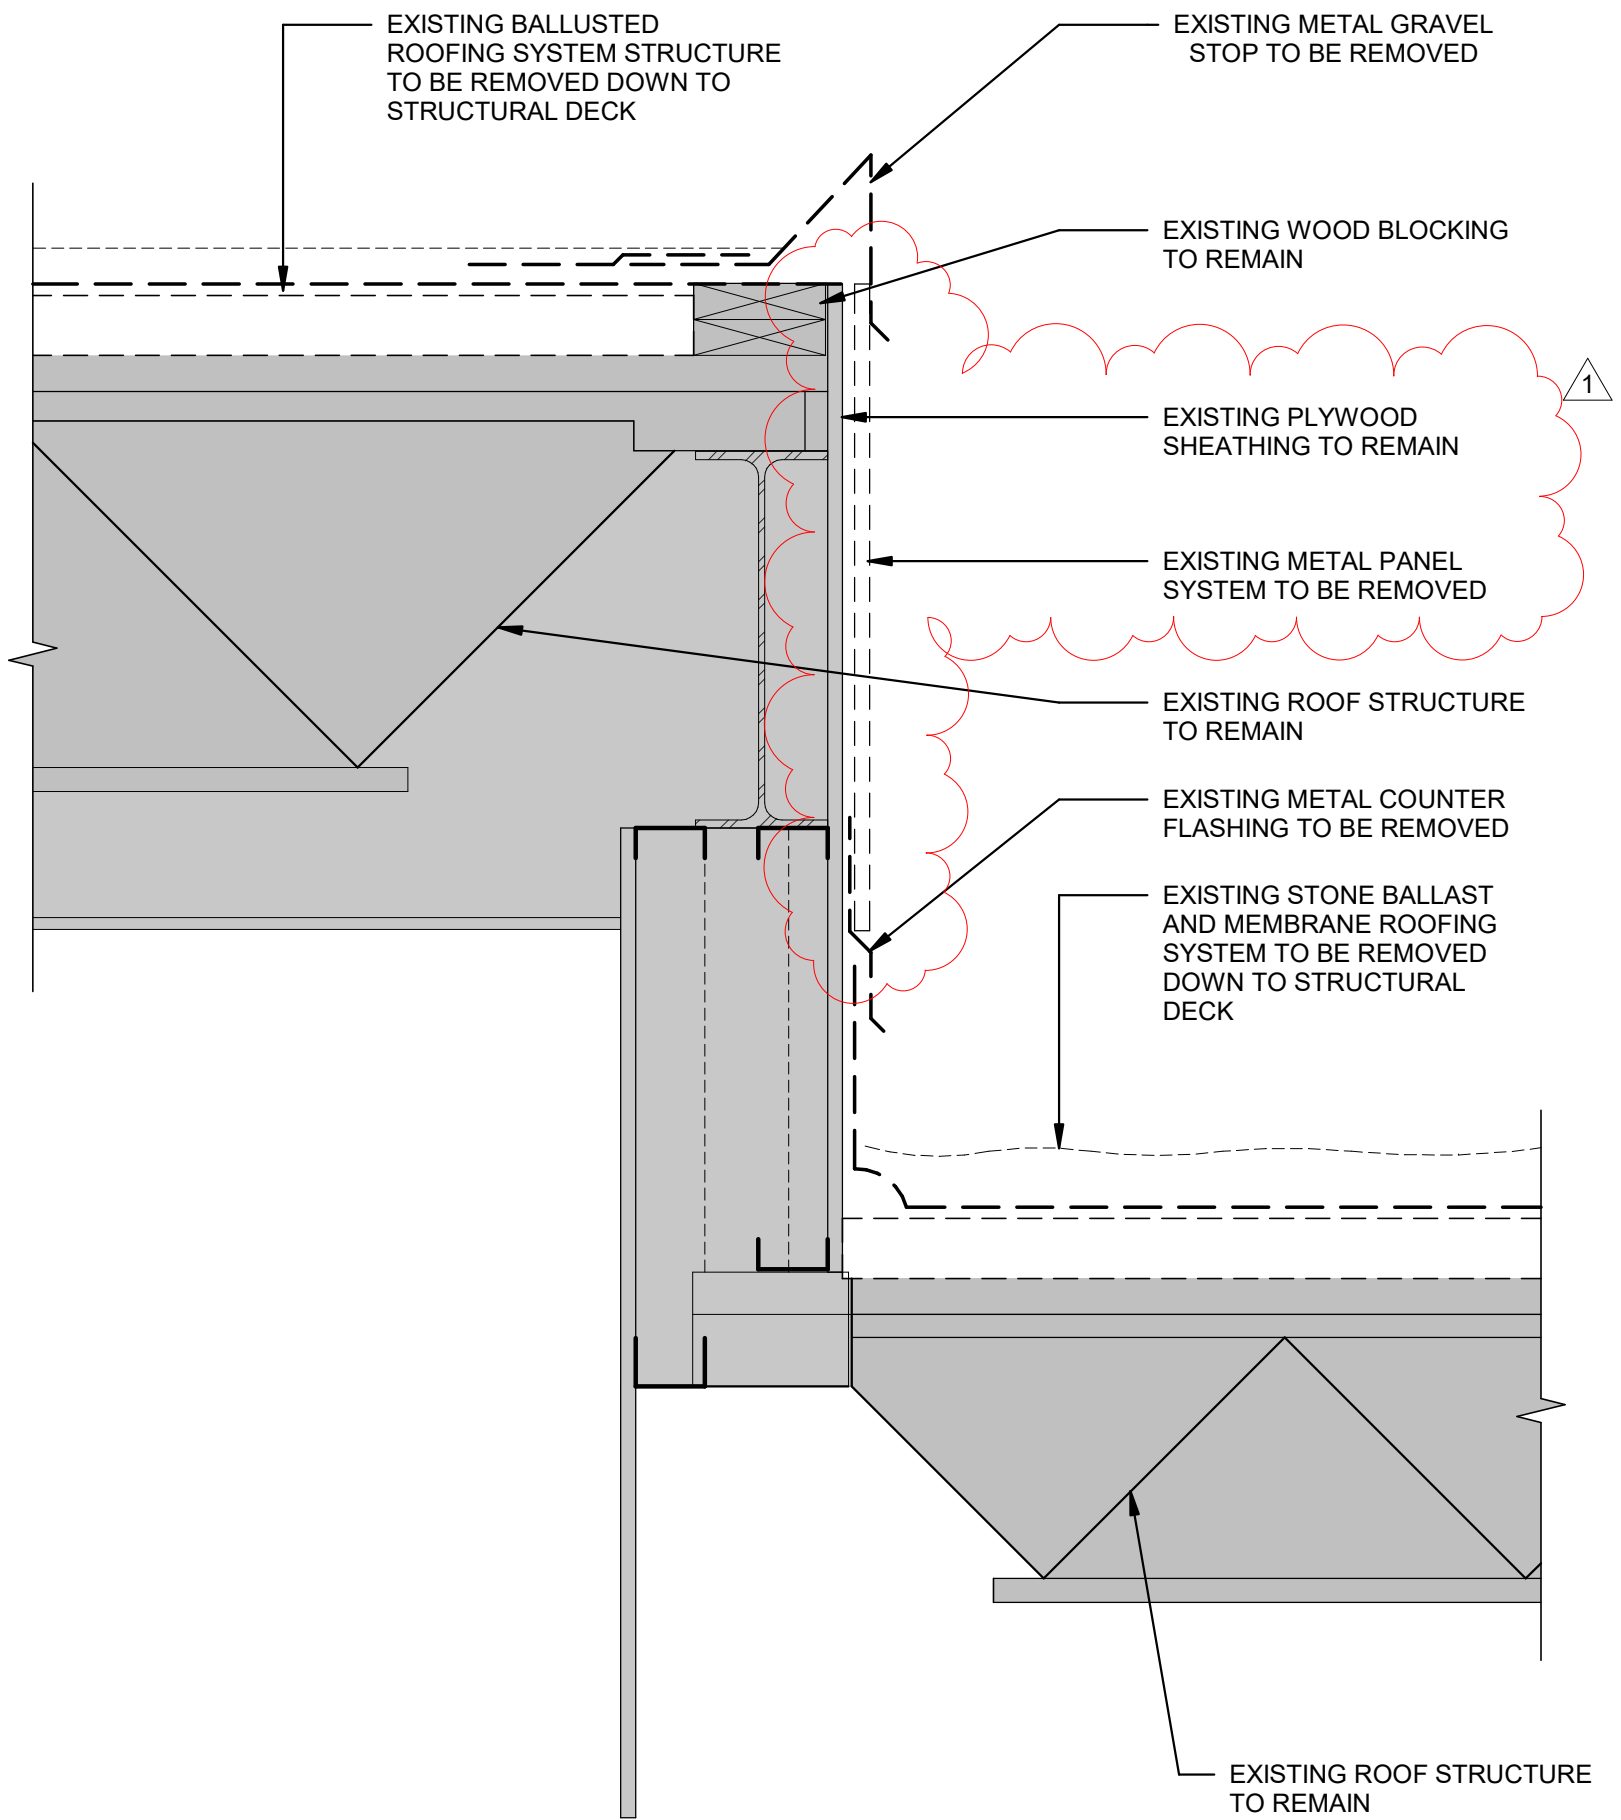 EXISTING BALLUSTED
ROOFING SYSTEM STRUCTURE
TO BE REMOVED DOWN TO
STRUCTURAL DECK
EXISTING METAL GRAVEL
STOP TO BE REMOVED
EXISTING WOOD BLOCKING
TO REMAIN
1
EXISTING PLYWOOD
SHEATHING TO REMAIN
EXISTING METAL PANEL
SYSTEM TO BE REMOVED
EXISTING ROOF STRUCTURE
TO REMAIN
EXISTING METAL COUNTER
FLASHING TO BE REMOVED
EXISTING STONE BALLAST
AND MEMBRANE ROOFING
SYSTEM TO BE REMOVED
DOWN TO STRUCTURAL
DECK
EXISTING ROOF STRUCTURE
TO REMAIN